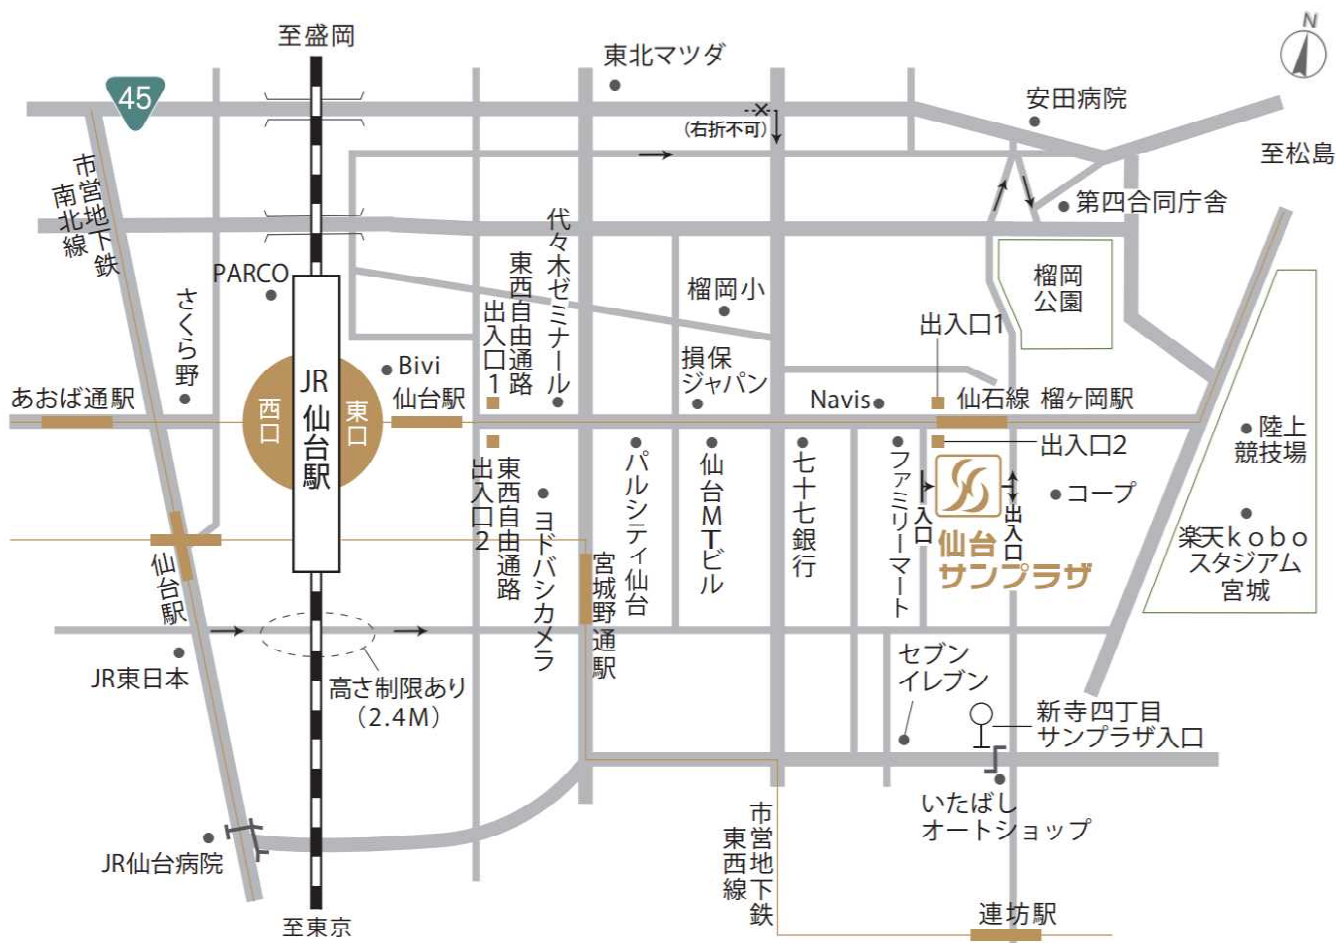 至盛岡
N
東北マツダ
45
安田病院
(右折不可)
至松島
市営地下鉄
南北線
第四合同庁舎
代々木ゼミナール
東西自由通路
出入口1
PARCO
榴岡
公園
榴岡小
さくら野
出入口1
損保
ジャパン
Bivi
JR
仙台駅
あおば通駅
西口
東口
仙台駅
Navis
仙石線 榴ヶ岡駅
陸上
競技場
出入口2
東西自由通路
出入口2
ヨドバシカメラ
パルシティ仙台
仙台MTビル
七十七銀行
ファミリーマート
入口
出入口
コープ
仙台
サンプラザ
楽天kobo
スタジアム
宮城
仙台駅
宮城野通駅
JR東日本
高さ制限あり
(2.4M)
セブン
イレブン
新寺四丁目
サンプラザ入口
いたばし
オートショップ
市営地下鉄
東西線
JR仙台病院
至東京
連坊駅